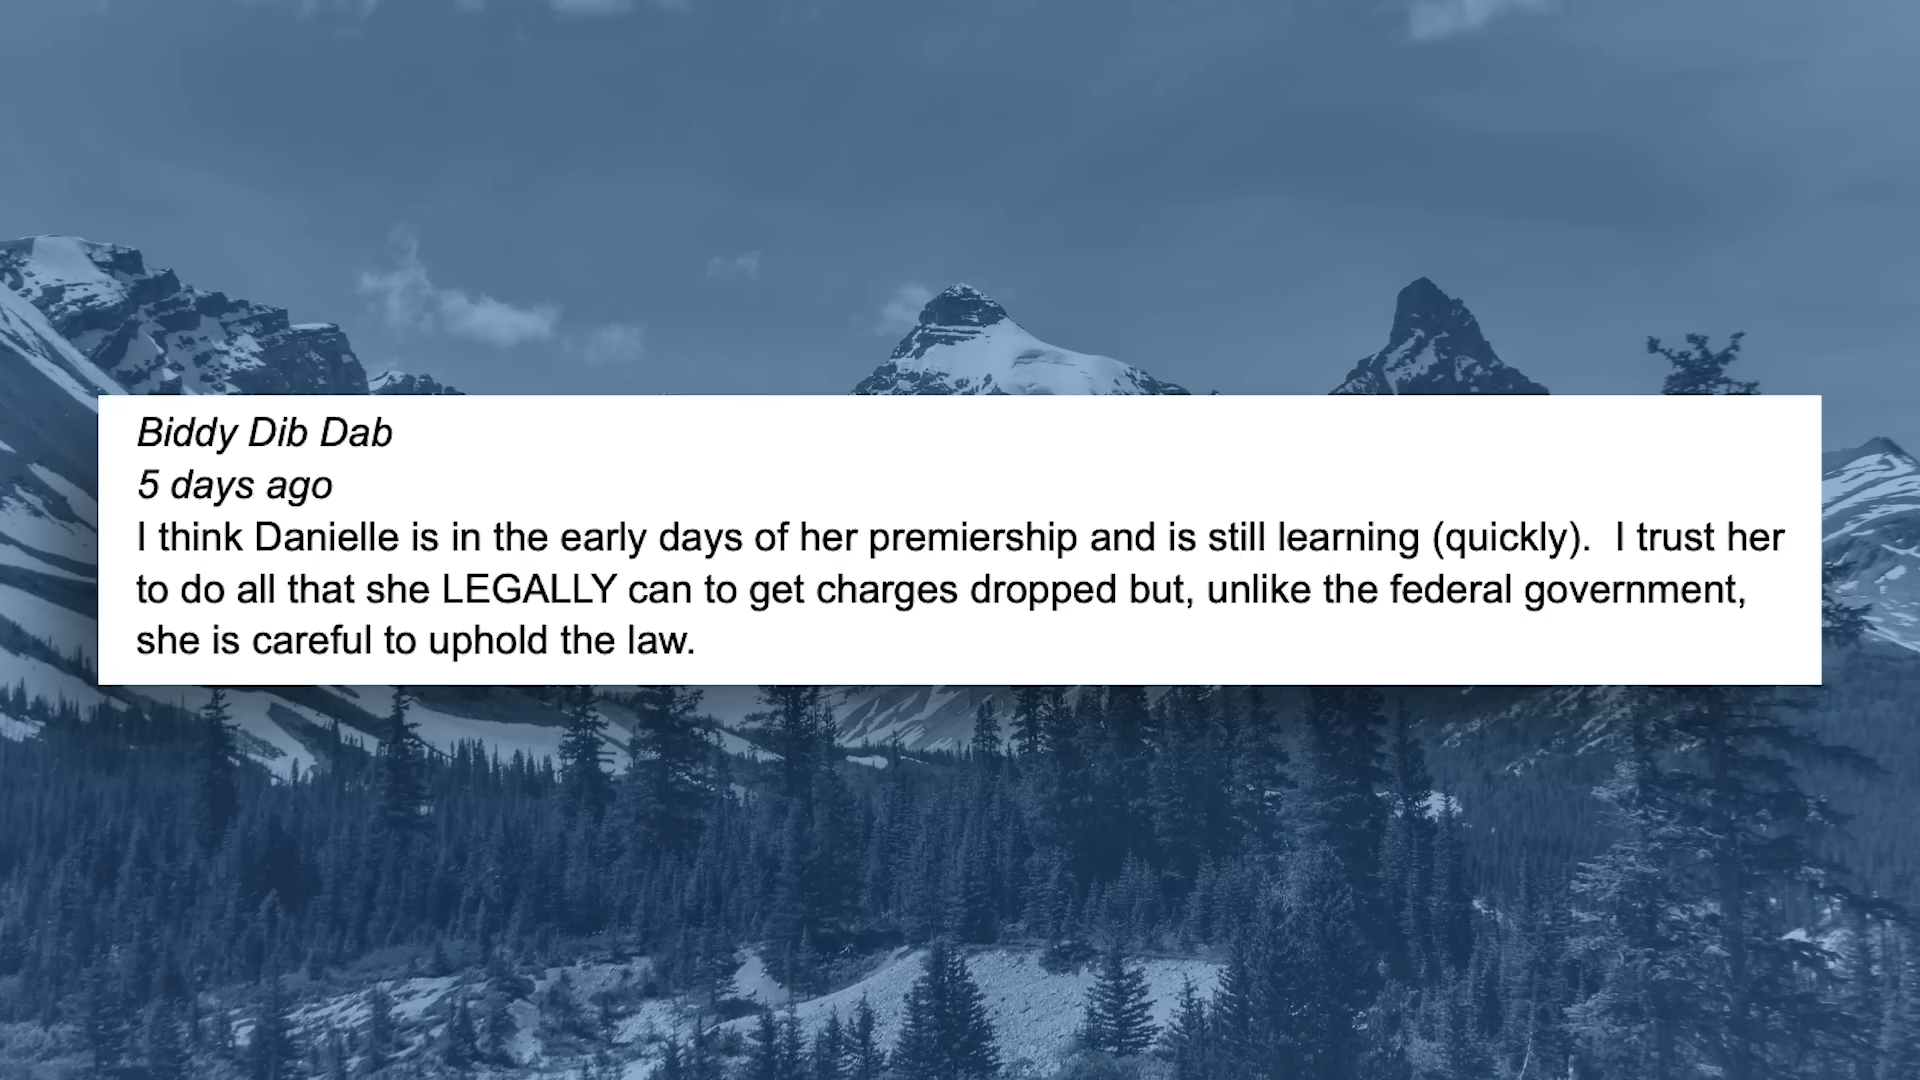 Biddy Dib Dab
5 days ago
I think Danielle is in the early days of her premiership and is still learning (quickly).  I trust her
to do all that she LEGALLY can to get charges dropped but, unlike the federal government,
she is careful to uphold the law.